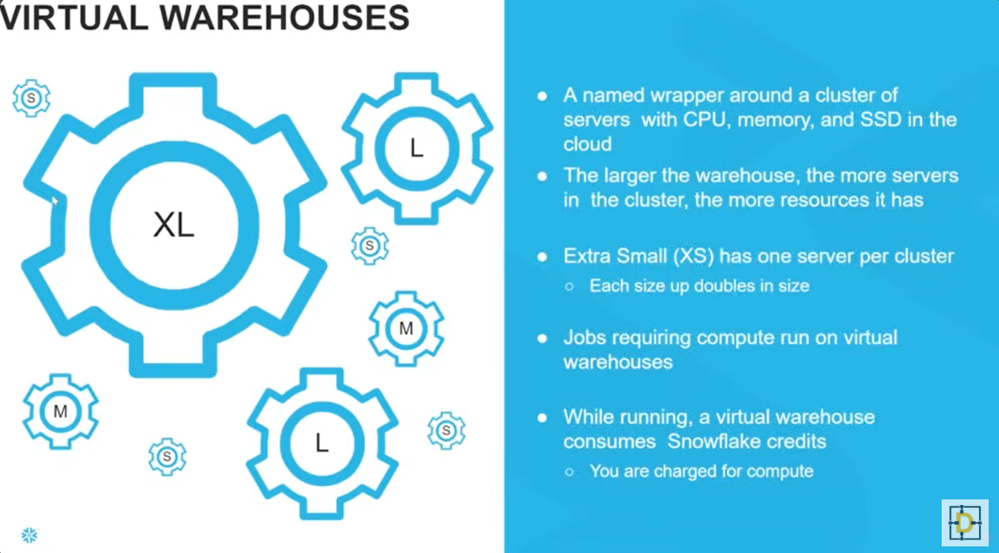 VIRTUAL WAREHOUSES
S
XL
L
S
M
M
S
L
S
● A named wrapper around a cluster of
servers with CPU, memory, and SSD in the
cloud
● The larger the warehouse, the more servers
in the cluster, the more resources it has
● Extra Small (XS) has one server per cluster
○ Each size up doubles in size
● Jobs requiring compute run on virtual
warehouses
● While running, a virtual warehouse
consumes Snowflake credits
○ You are charged for compute
D